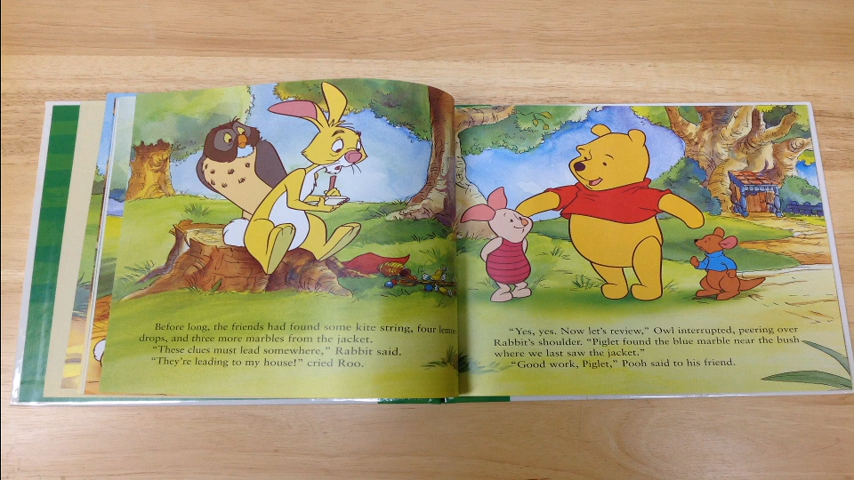 Before long, the friends had found some kite string, four lemon
drops, and three more marbles from the jacket.
"These clues must lead somewhere," Rabbit said.
"They're leading to my house!" cried Roo.
"Yes, yes. Now let's review," Owl interrupted, peering over
Rabbit's shoulder. "Piglet found the blue marble near the bush
where we last saw the jacket."
"Good work, Piglet," Pooh said to his friend.